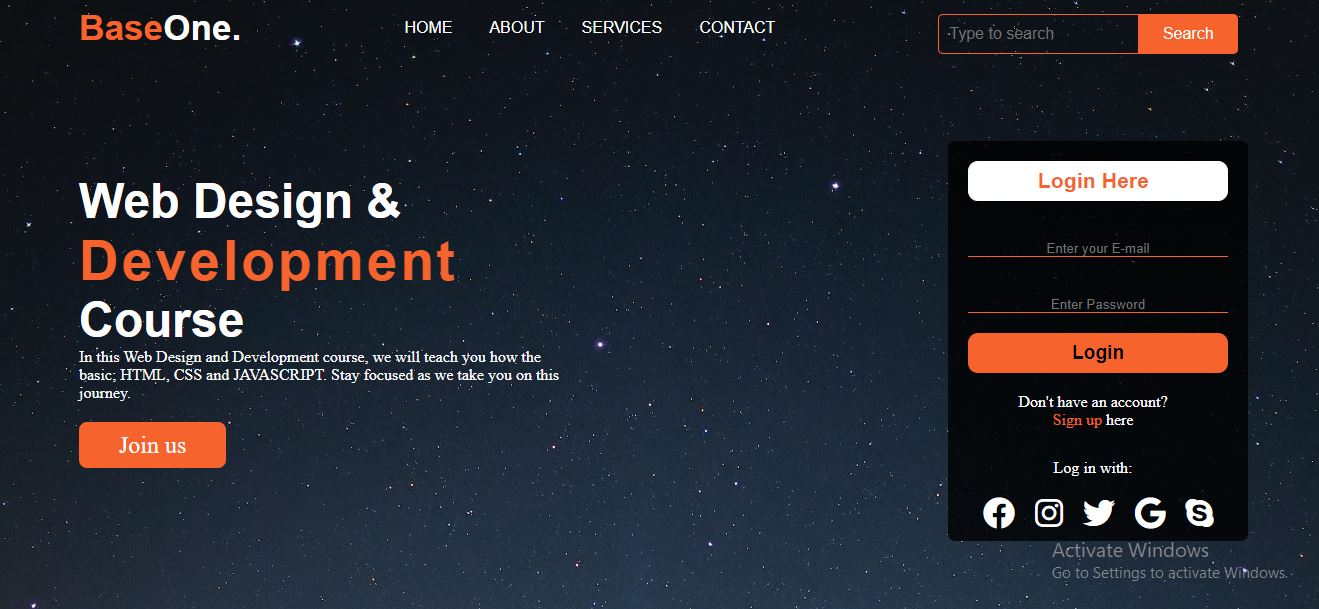 BaseOne.
HOME ABOUT SERVICES CONTACT
Type to search Search
Web Design &
Development
Course
In this Web Design and Development course, we will teach you how the
basic; HTML, CSS and JAVASCRIPT. Stay focused as we take you on this
journey.
Join us
Login Here
Enter your E-mail
Enter Password
Login
Don't have an account?
Sign up here
Log in with:
Activate Windows
Go to Settings to activate Windows.